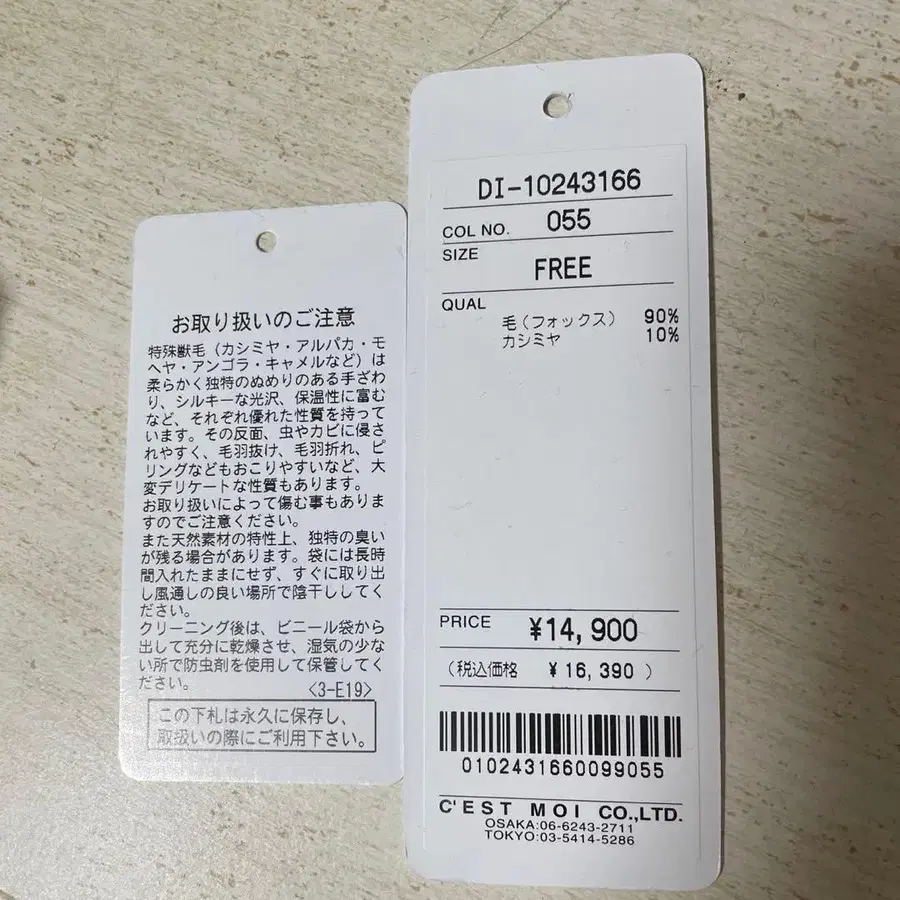 お取り扱いのご注意
特殊獣毛（カシミヤ・アルパカ・モ
ヘヤ・アンゴラ・キャメルなど）は
柔らかく独特のぬめりのある手ざわ
り、シルキーな光沢、保温性に富む
など、それぞれ優れた性質を持って
います。その反面、虫やカビに侵さ
れやすく、毛羽抜け、毛羽折れ、ピ
リングなどもおこりやすいなど、大
変デリケートな性質もあります。
お取り扱いによって傷む事もありま
すのでご注意ください。
また天然素材の特性上、独特の臭い
が残る場合があります。袋には長時
間入れたままにせず、すぐに取り出
し風通しの良い場所で陰干ししてく
ださい。
クリーニング後は、ビニール袋から
出して充分に乾燥させ、湿気の少な
い所で防虫剤を使用して保管してく
ださい。
<3-E19>
この下札は永久に保存し、
取扱いの際にご利用下さい。
DI-10243166
COL NO. 055
SIZE
FREE
QUAL
毛（フォックス） 90%
カシミヤ 10%
PRICE ¥14,900
（税込価格 ¥16,390 ）
0102431660099055
C'EST MOI CO.,LTD.
OSAKA:06-6243-2711
TOKYO:03-5414-5286